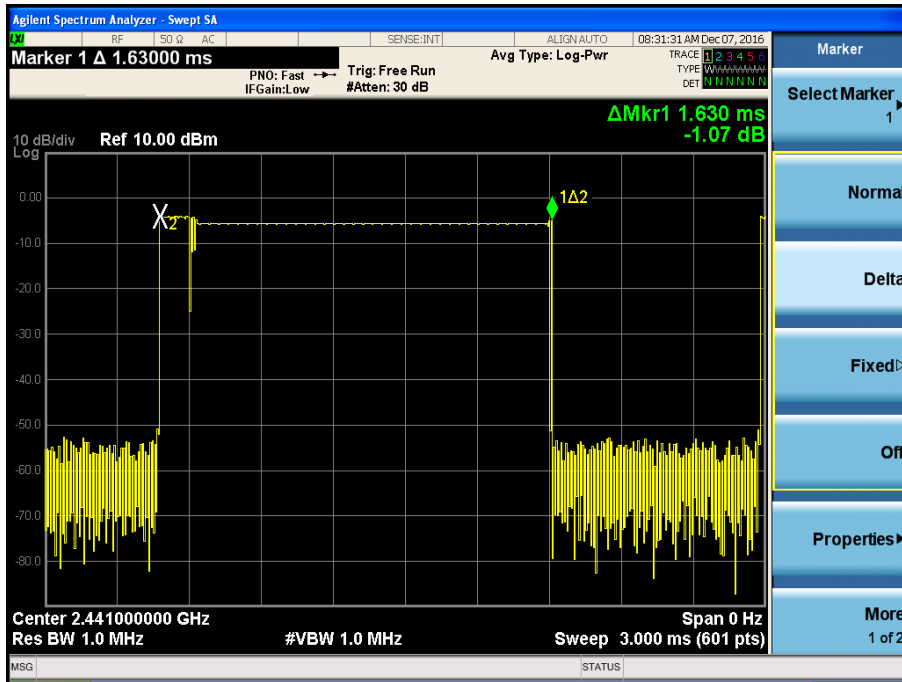 Agilent Spectrum Analyzer - Swept SA
LXI RF 50 Ω AC SENSE:INT ALIGN AUTO 08:31:31 AM Dec 07, 2016
Marker 1 Δ 1.63000 ms
PNO: Fast
IFGain:Low
Trig: Free Run
#Atten: 30 dB
Avg Type: Log-Pwr
TRACE 1 2 3 4 5 6
TYPE W
DET N N N N N N
ΔMkr1 1.630 ms
-1.07 dB
10 dB/div Ref 10.00 dBm
Log
0.00
-10.0
-20.0
-30.0
-40.0
-50.0
-60.0
-70.0
-80.0
X2
1Δ2
Center 2.441000000 GHz Span 0 Hz
Res BW 1.0 MHz #VBW 1.0 MHz Sweep 3.000 ms (601 pts)
MSG STATUS
Marker
Select Marker
1
Normal
Delta
Fixed
Off
Properties
More
1 of 2